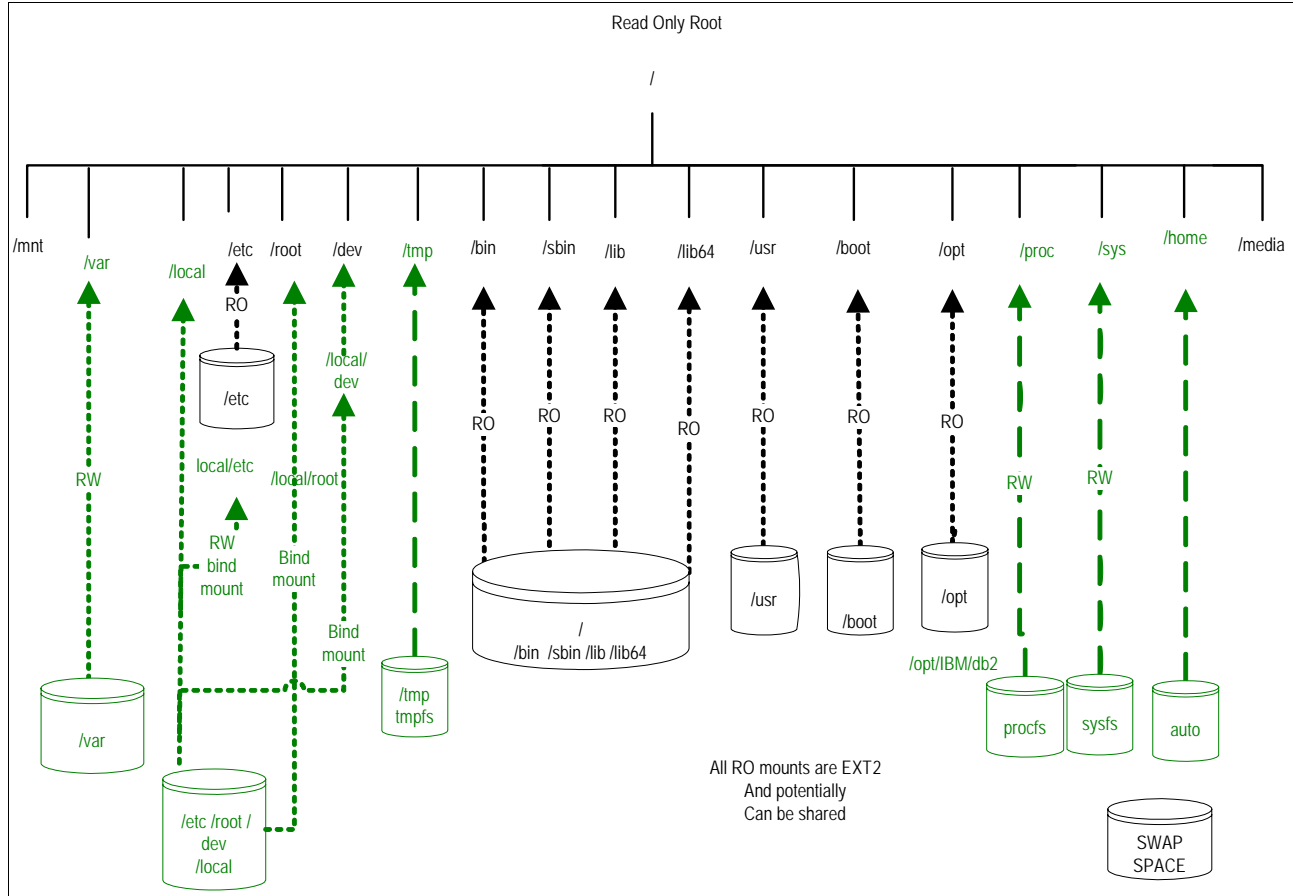 Read Only Root
/
/mnt
/var
/local
/etc
/root
/dev
/tmp
/bin
/sbin
/lib
/lib64
/usr
/boot
/opt
/proc
/sys
/home
/media
RO
/etc
/local/
dev
local/etc
/local/root
RW
RW
bind
mount
Bind
mount
Bind
mount
RO
RO
RO
RO
RO
RO
RO
RW
RW
/var
/etc /root /
dev
/local
/tmp
tmpfs
/
/bin /sbin /lib /lib64
/usr
/boot
/opt
/opt/IBM/db2
procfs
sysfs
auto
All RO mounts are EXT2
And potentially
Can be shared
SWAP
SPACE